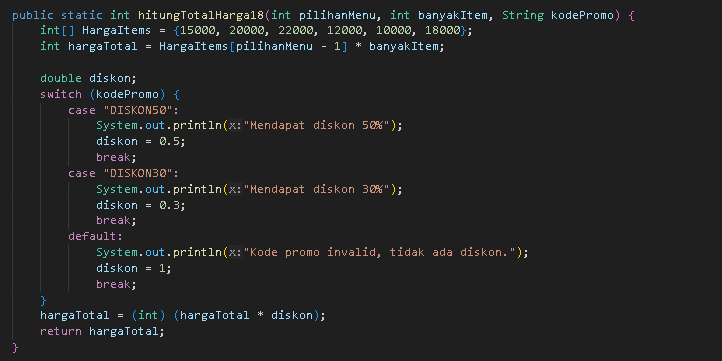 public static int hitungTotalHarga18(int pilihanMenu, int banyakItem, String kodePromo) {
    int[] HargaItems = {15000, 20000, 22000, 12000, 10000, 18000};
    int hargaTotal = HargaItems[pilihanMenu - 1] * banyakItem;

    double diskon;
    switch (kodePromo) {
        case "DISKON50":
            System.out.println(x:"Mendapat diskon 50%");
            diskon = 0.5;
            break;
        case "DISKON30":
            System.out.println(x:"Mendapat diskon 30%");
            diskon = 0.3;
            break;
        default:
            System.out.println(x:"Kode promo invalid, tidak ada diskon.");
            diskon = 1;
            break;
    }
    hargaTotal = (int) (hargaTotal * diskon);
    return hargaTotal;
}